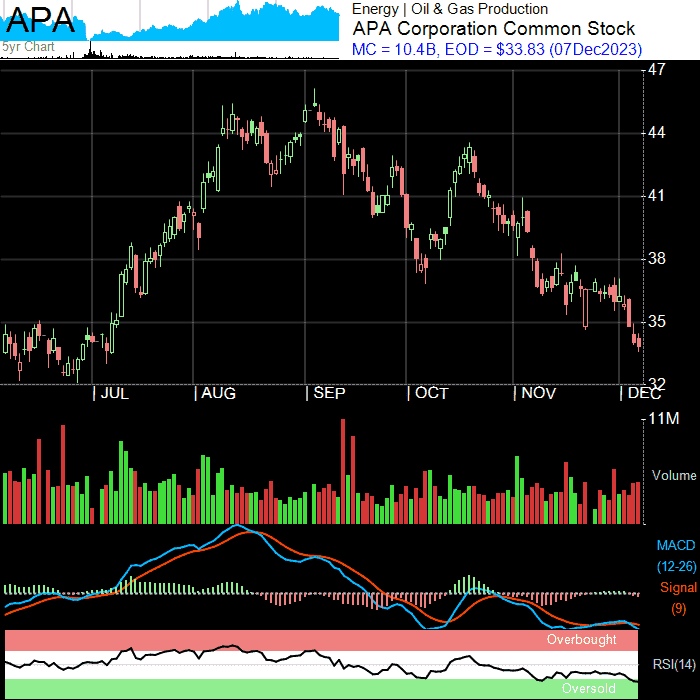 APA
5yr Chart
Energy | Oil & Gas Production
APA Corporation Common Stock
MC = 10.4B, EOD = $33.83 (07Dec2023)
47
44
41
38
35
32
| JUL | AUG | SEP | OCT | NOV | DEC
11M
Volume
MACD
(12-26)
Signal
(9)
Overbought
RSI(14)
Oversold